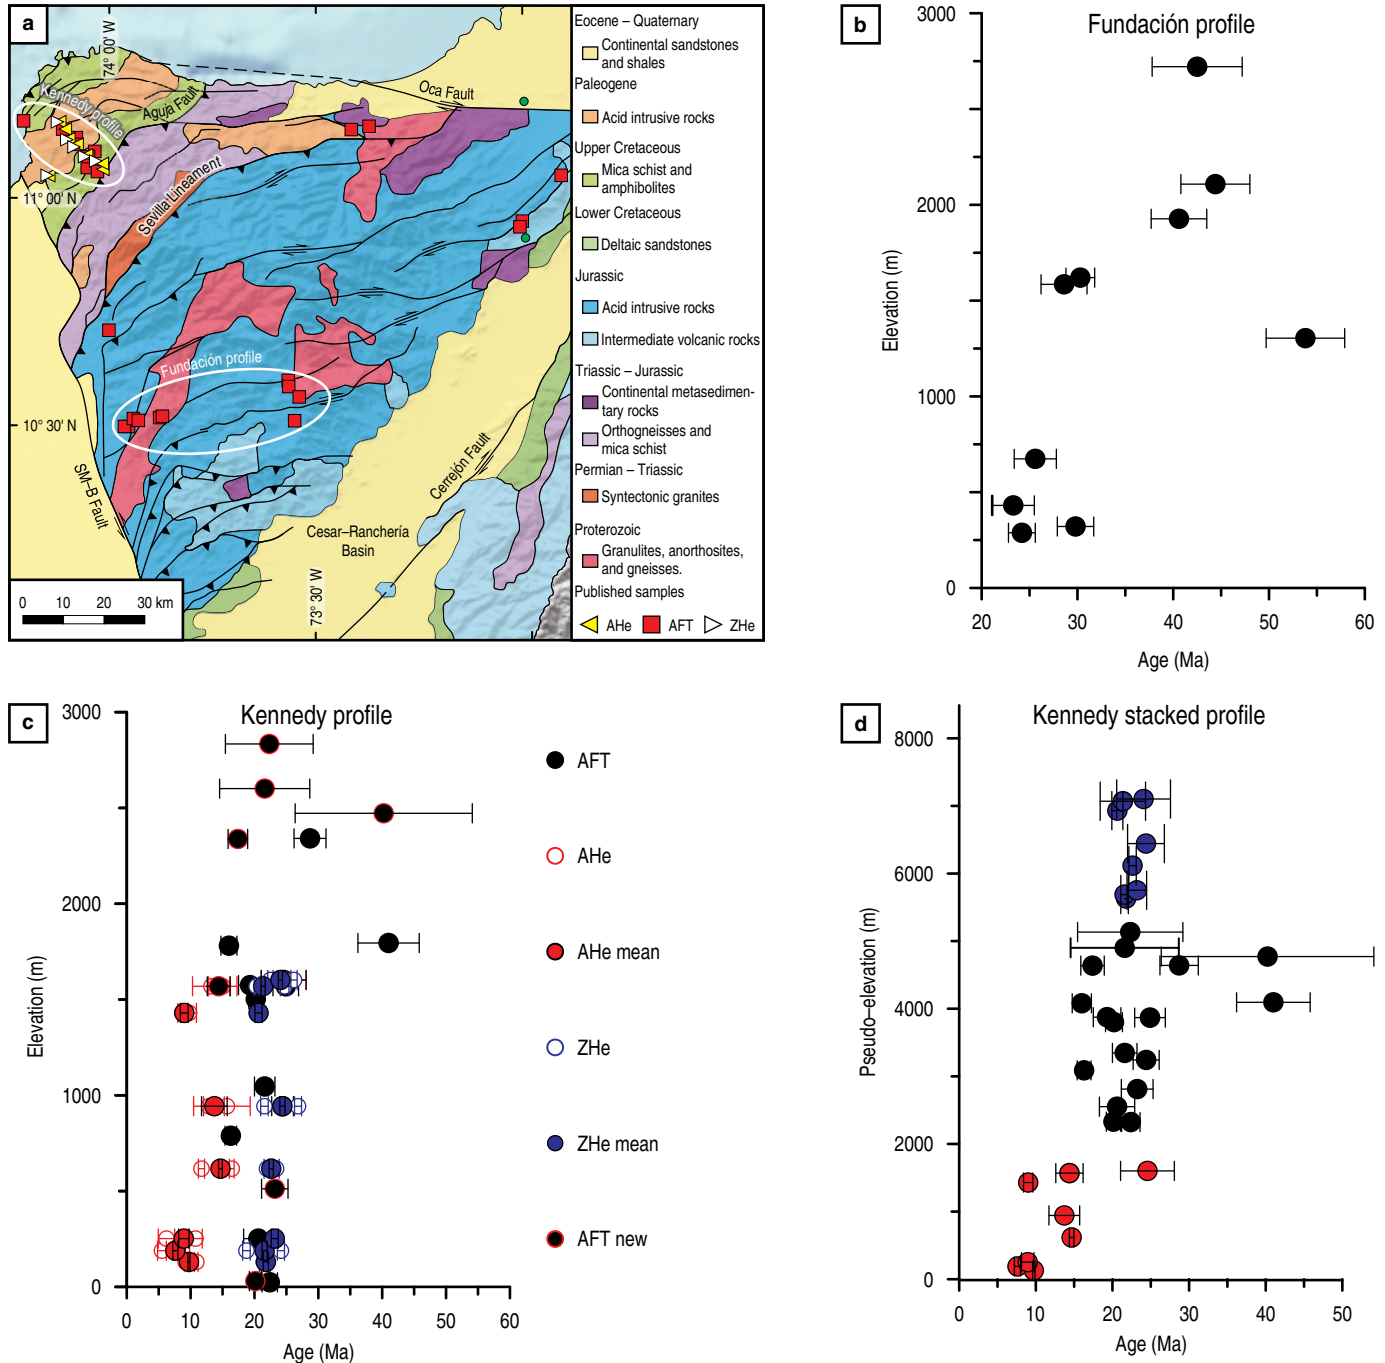 a
74° 00' W
Kennedy profile
Aguja Fault
Oca Fault
11° 00' N
Sevilla Lineament
Fundación profile
10° 30' N
SM–B Fault
Cerrejón Fault
Cesar–Ranchería
Basin
73° 30' W
0 10 20 30 km
Eocene – Quaternary
Continental sandstones
and shales
Paleogene
Acid intrusive rocks
Upper Cretaceous
Mica schist and
amphibolites
Lower Cretaceous
Deltaic sandstones
Jurassic
Acid intrusive rocks
Intermediate volcanic rocks
Triassic – Jurassic
Continental metasedimen-
tary rocks
Orthogneisses and
mica schist
Permian – Triassic
Syntectonic granites
Proterozoic
Granulites, anorthosites,
and gneisses.
Published samples
AHe AFT ZHe
b
Fundación profile
3000
2000
1000
0
Elevation (m)
20 30 40 50 60
Age (Ma)
c
Kennedy profile
3000
2000
1000
0
Elevation (m)
0 10 20 30 40 50 60
Age (Ma)
AFT
AHe
AHe mean
ZHe
ZHe mean
AFT new
d
Kennedy stacked profile
8000
6000
4000
2000
0
Pseudo–elevation (m)
0 10 20 30 40 50
Age (Ma)